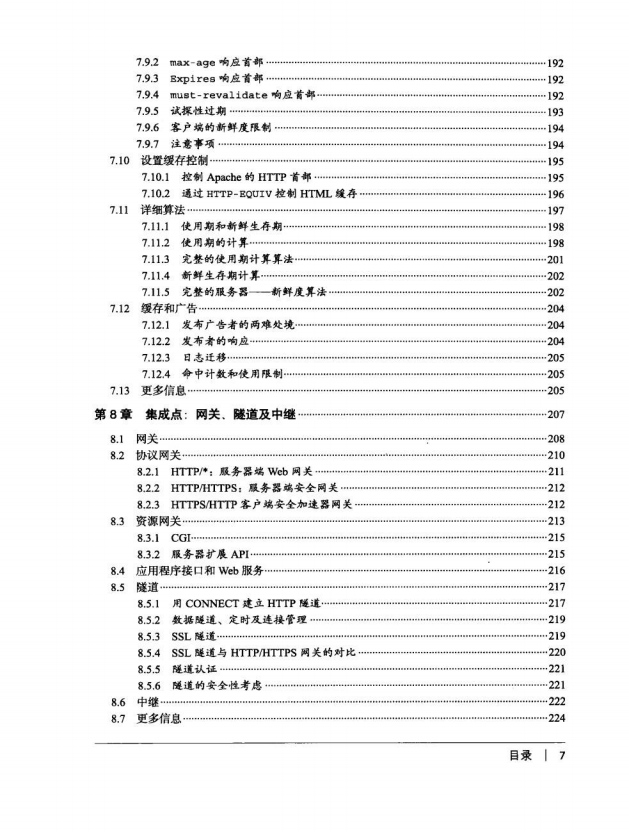 7.9.2 max-age 响应首部 192
7.9.3 Expires 响应首部 192
7.9.4 must-revalidate 响应首部 192
7.9.5 试探性过期 193
7.9.6 客户端的新鲜度限制 194
7.9.7 注意事项 194
7.10 设置缓存控制 195
7.10.1 控制 Apache 的 HTTP 首部 195
7.10.2 通过 HTTP-EQUIV 控制 HTML 缓存 196
7.11 详细算法 197
7.11.1 使用期和新鲜生存期 198
7.11.2 使用期的计算 198
7.11.3 完整的使用期计算算法 201
7.11.4 新鲜生存期计算 202
7.11.5 完整的服务器——新鲜度算法 202
7.12 缓存和广告 204
7.12.1 发布广告者的两难处境 204
7.12.2 发布者的响应 204
7.12.3 日志迁移 205
7.12.4 命中计数和使用限制 205
7.13 更多信息 205
第 8 章 集成点：网关、隧道及中继 207
8.1 网关 208
8.2 协议网关 210
8.2.1 HTTP/*：服务器端 Web 网关 211
8.2.2 HTTP/HTTPS：服务器端安全网关 212
8.2.3 HTTPS/HTTP 客户端安全加速器网关 212
8.3 资源网关 213
8.3.1 CGI 215
8.3.2 服务器扩展 API 215
8.4 应用程序接口和 Web 服务 216
8.5 隧道 217
8.5.1 用 CONNECT 建立 HTTP 隧道 217
8.5.2 数据隧道、定时及连接管理 219
8.5.3 SSL 隧道 219
8.5.4 SSL 隧道与 HTTP/HTTPS 网关的对比 220
8.5.5 隧道认证 221
8.5.6 隧道的安全性考虑 221
8.6 中继 222
8.7 更多信息 224
目录 | 7